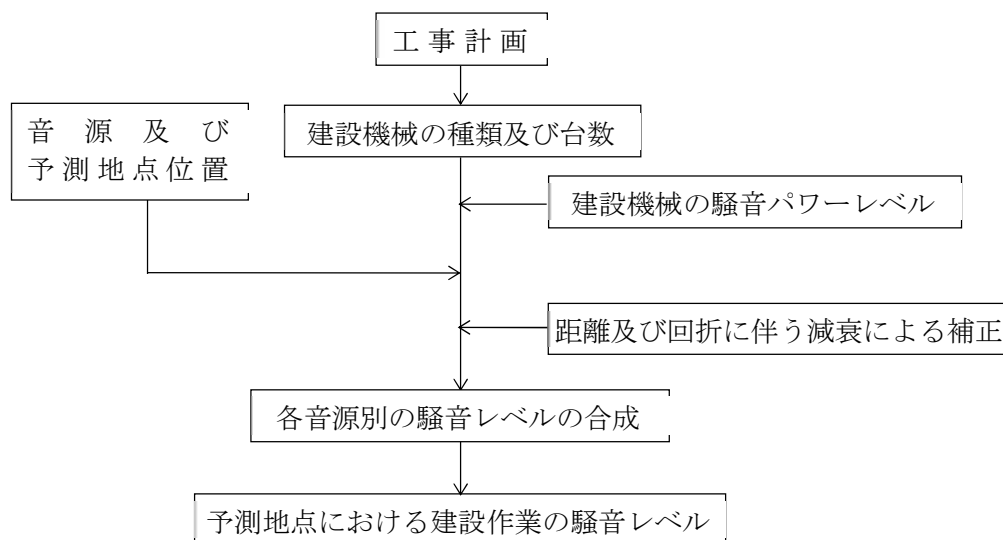 工事計画
建設機械の種類及び台数
音源及び
予測地点位置
建設機械の騒音パワーレベル
距離及び回折に伴う減衰による補正
各音源別の騒音レベルの合成
予測地点における建設作業の騒音レベル